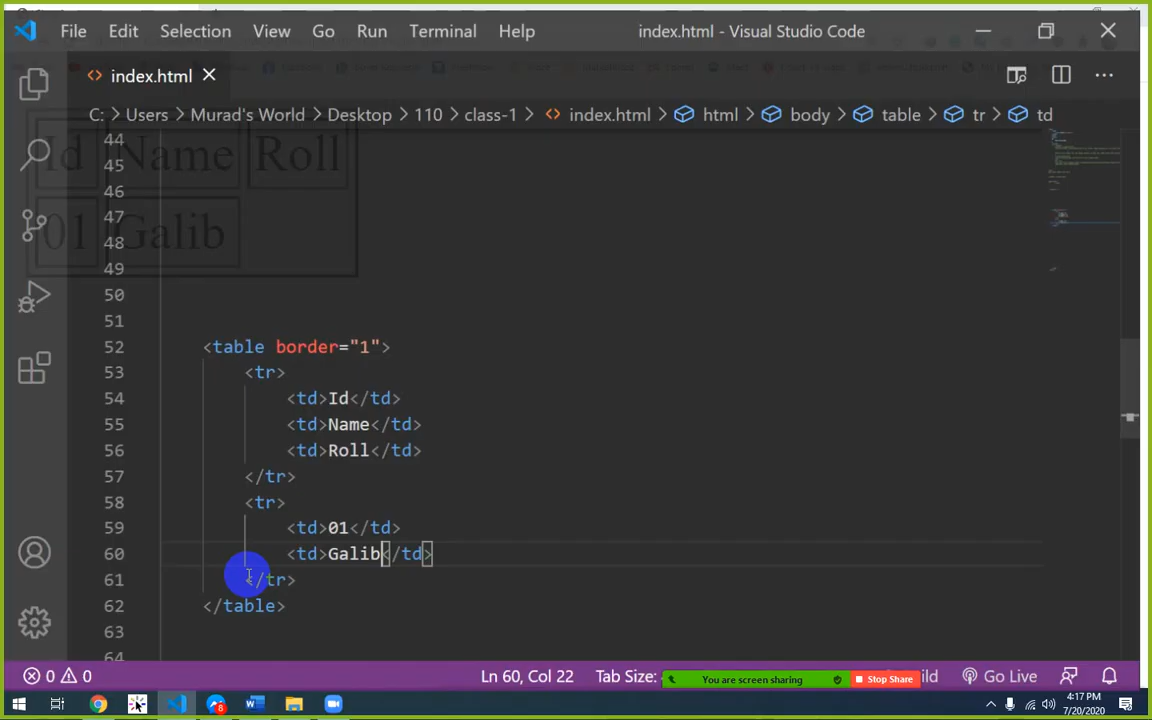 File Edit Selection View Go Run Terminal Help index.html - Visual Studio Code
index.html
C: > Users > Murad's World > Desktop > 110 > class-1 > index.html > html > body > table > tr > td
Id Name Roll
01 Galib
44
45
46
47
48
49
50
51
52 <table border="1">
53 <tr>
54 <td>Id</td>
55 <td>Name</td>
56 <td>Roll</td>
57 </tr>
58 <tr>
59 <td>01</td>
60 <td>Galib</td>
61 </tr>
62 </table>
63
64
0 0 Ln 60, Col 22 Tab Size: You are screen sharing Stop Share Go Live
8 4:17 PM
7/20/2020